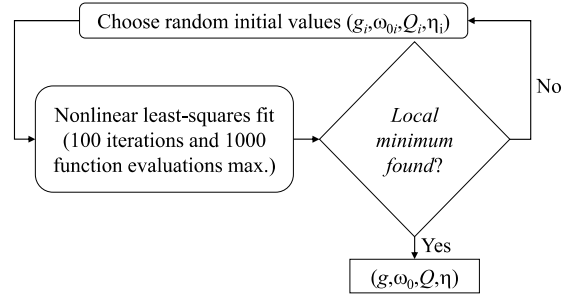 Choose random initial values (gᵢ,ω₀ᵢ,Qᵢ,ηᵢ)
Nonlinear least-squares fit
(100 iterations and 1000
function evaluations max.)
Local
minimum
found?
No
Yes
(g,ω₀,Q,η)